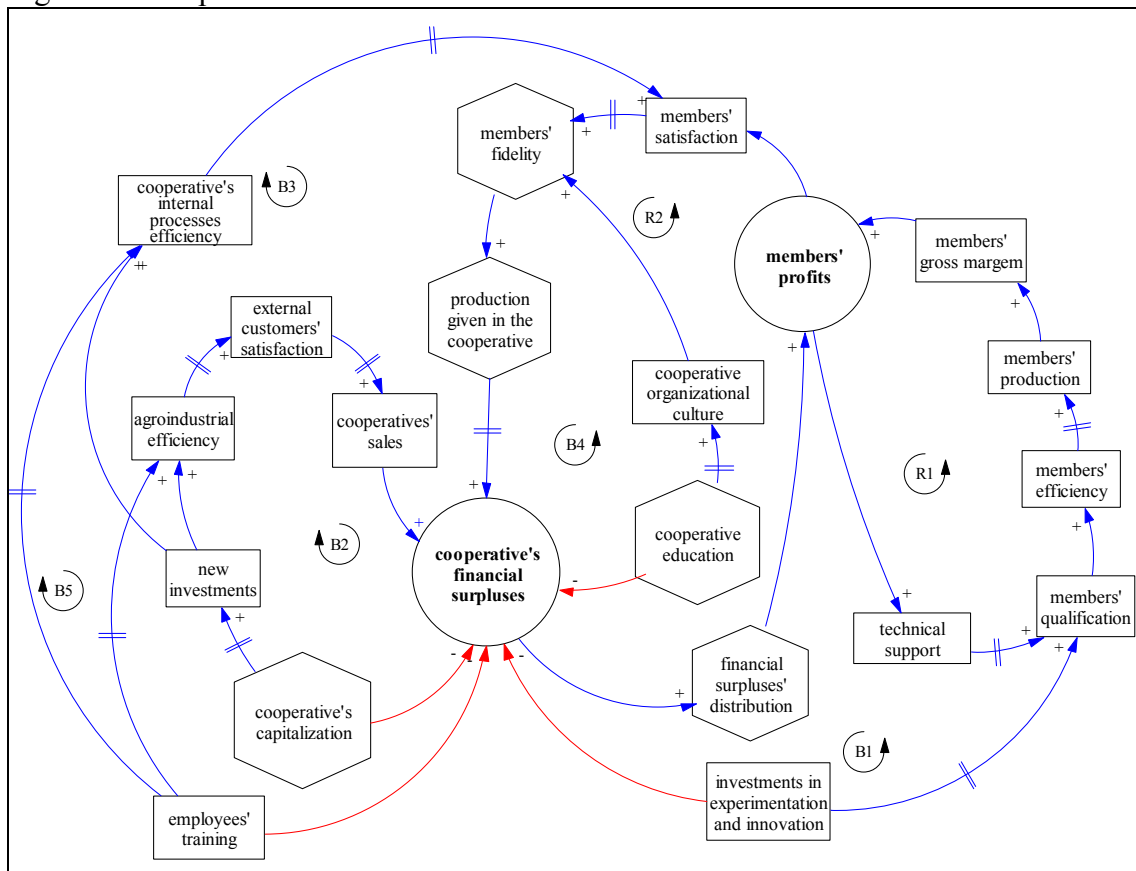 members'
fidelity
members'
satisfaction
cooperative's
internal
processes
efficiency
B3
R2
members'
profits
members'
gross margem
external
customers'
satisfaction
production
given in the
cooperative
cooperative
organizational
culture
members'
production
agroindustrial
efficiency
cooperatives'
sales
B4
R1
members'
efficiency
new
investments
B2
B5
cooperative's
financial
surpluses
cooperative
education
technical
support
members'
qualification
cooperative's
capitalization
financial
surpluses'
distribution
B1
employees'
training
investments in
experimentation
and innovation